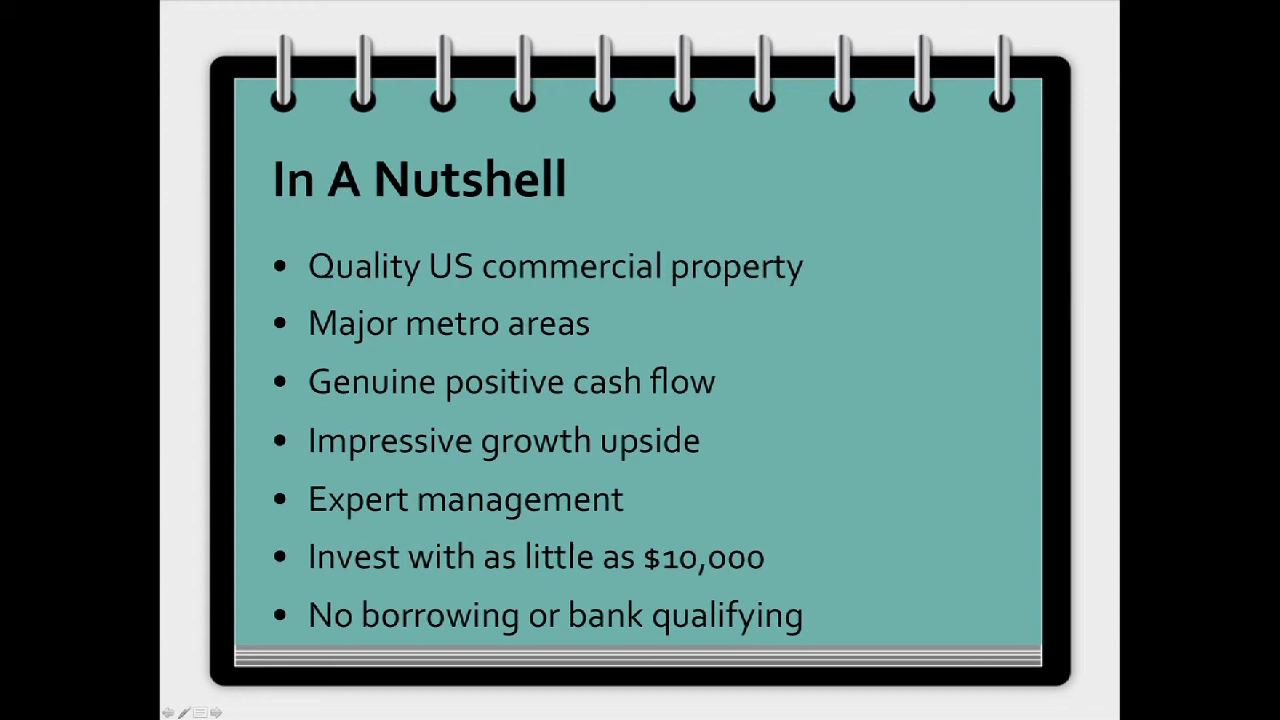 In A Nutshell
• Quality US commercial property
• Major metro areas
• Genuine positive cash flow
• Impressive growth upside
• Expert management
• Invest with as little as $10,000
• No borrowing or bank qualifying